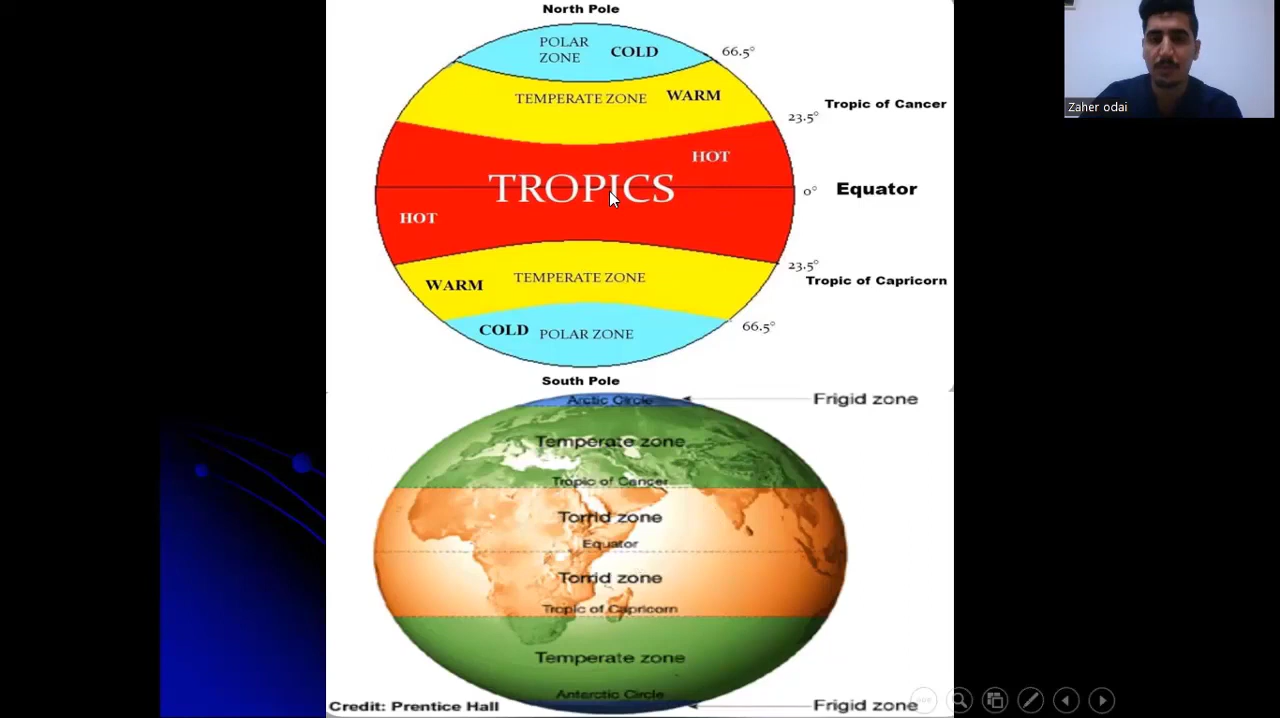 North Pole
POLAR
ZONE
COLD
66.5°
TEMPERATE ZONE
WARM
Tropic of Cancer
23.5°
HOT
TROPICS
0°
Equator
HOT
23.5°
Tropic of Capricorn
WARM
TEMPERATE ZONE
COLD
POLAR ZONE
66.5°
South Pole
Arctic Circle
Frigid zone
Temperate zone
Tropic of Cancer
Torrid zone
Equator
Torrid zone
Tropic of Capricorn
Temperate zone
Antarctic Circle
Credit: Prentice Hall
Frigid zone
Zaher odai